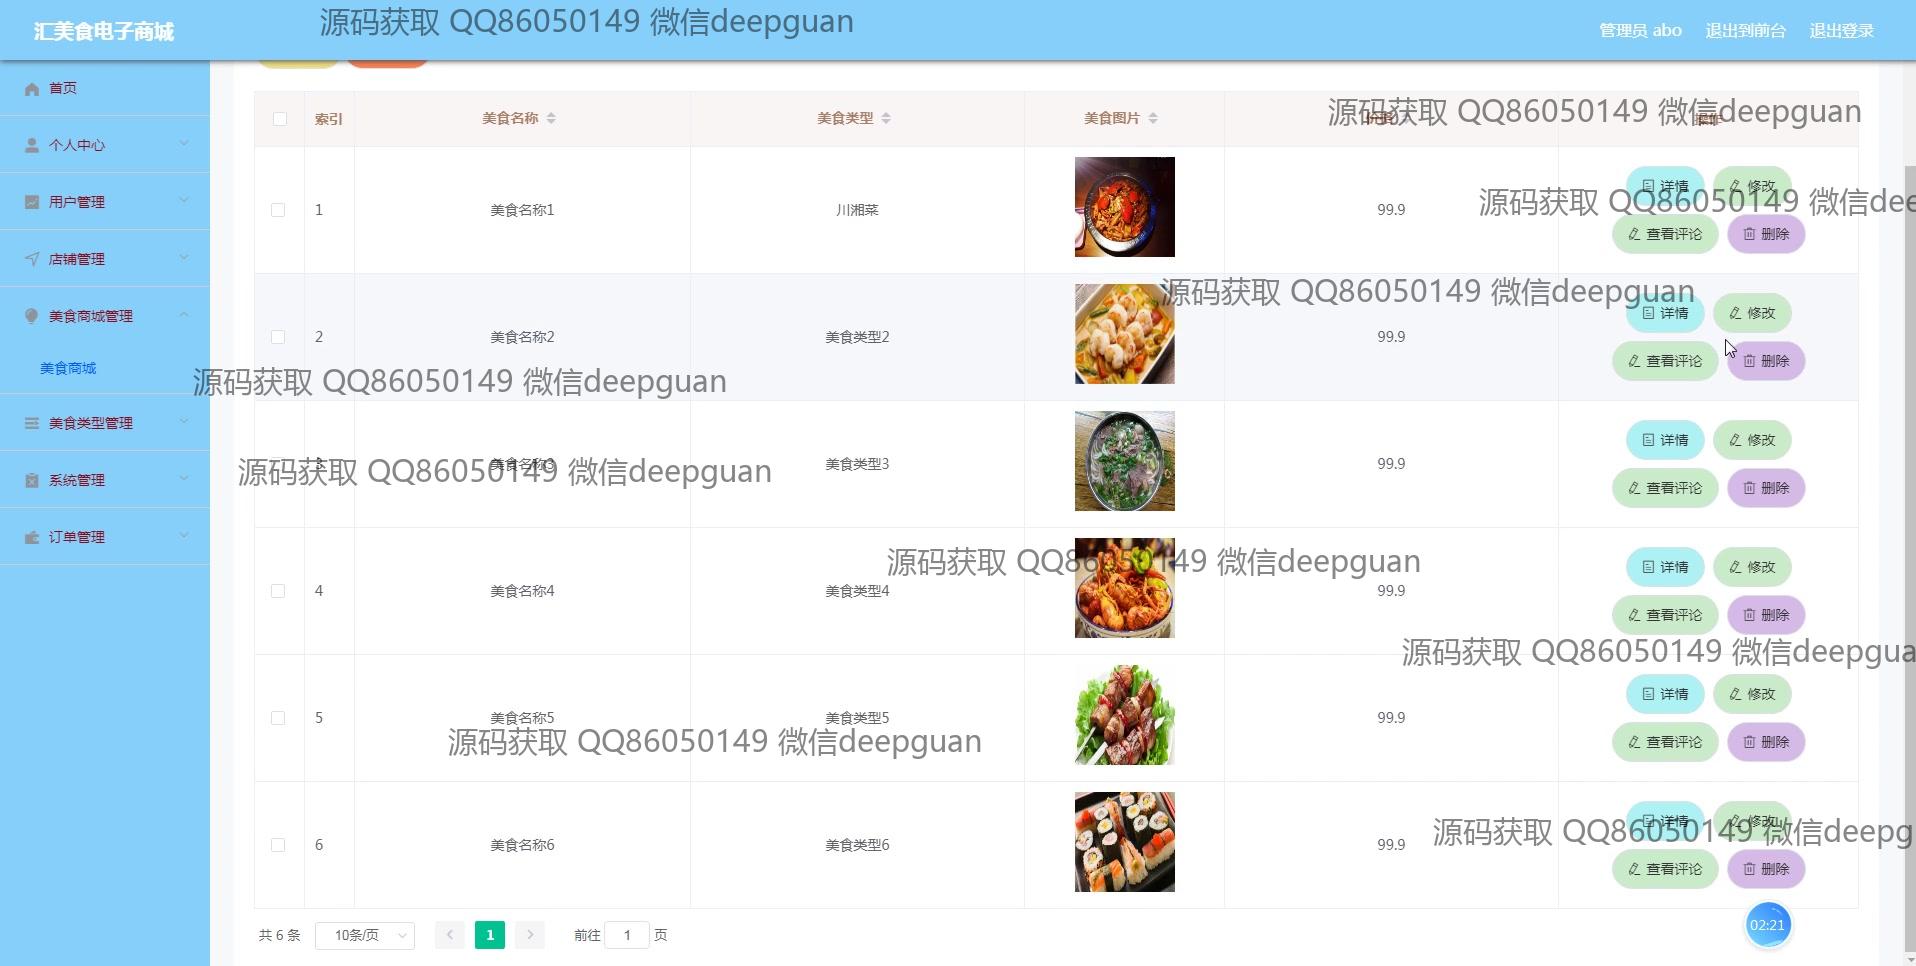 汇美食电子商城
源码获取 QQ86050149 微信deepguan
管理员 abo 退出到前台 退出登录
首页
个人中心
用户管理
店铺管理
美食商城管理
美食商城
美食类型管理
系统管理
订单管理
索引 美食名称 美食类型 美食图片 价格 操作
源码获取 QQ86050149 微信deepguan
1 美食名称1 川湘菜 99.9 详情 修改
源码获取 QQ86050149 微信dee
查看评论 删除
源码获取 QQ86050149 微信deepguan
2 美食名称2 美食类型2 99.9 详情 修改
查看评论 删除
源码获取 QQ86050149 微信deepguan
3 美食名称3 美食类型3 99.9 详情 修改
源码获取 QQ86050149 微信deepguan
查看评论 删除
源码获取 QQ86050149 微信deepguan
4 美食名称4 美食类型4 99.9 详情 修改
查看评论 删除
源码获取 QQ86050149 微信deepgua
5 美食名称5 美食类型5 99.9 详情 修改
源码获取 QQ86050149 微信deepguan
查看评论 删除
6 美食名称6 美食类型6 99.9 详情 修改
源码获取 QQ86050149 微信deepg
查看评论 删除
共 6 条 10条/页 1 前往 1 页
02:21